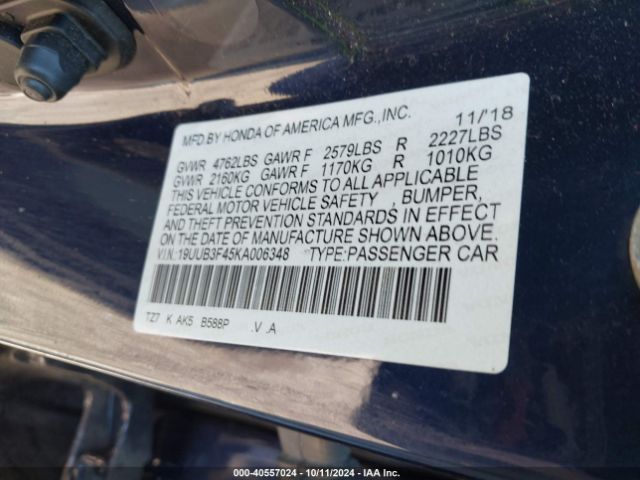 MFD.BY HONDA OF AMERICA MFG.,INC. 11/'18
GVWR 4762LBS GAWR F 2579LBS R 2227LBS
GVWR 2160KG GAWR F 1170KG R 1010KG
THIS VEHICLE CONFORMS TO ALL APPLICABLE
FEDERAL MOTOR VEHICLE SAFETY , BUMPER,
AND THEFT PREVENTION STANDARDS IN EFFECT
ON THE DATE OF MANUFACTURE SHOWN ABOVE.
V.I.N.:19UUB3F45KA006348 TYPE:PASSENGER CAR
TZ7 K AK5 B588P .V .A
000-40557024 - 10/11/2024 - IAA Inc.